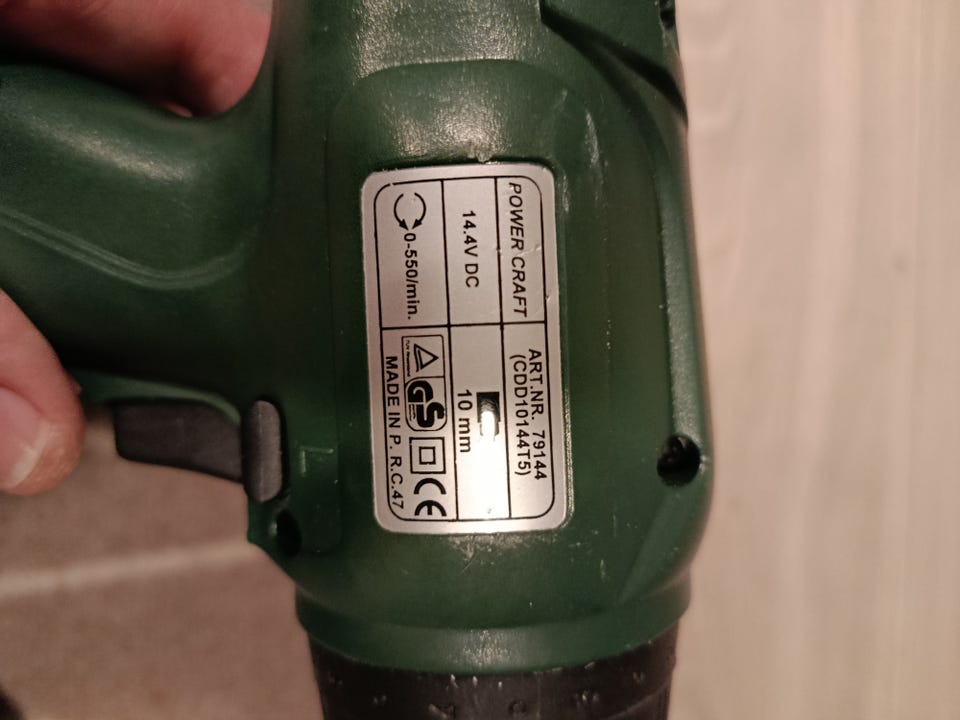 POWER CRAFT
ART.NR. 79144
(CDD10144T5)
14.4V DC
10 mm
0-550/min.
GS
CE
MADE IN P. R.C.47